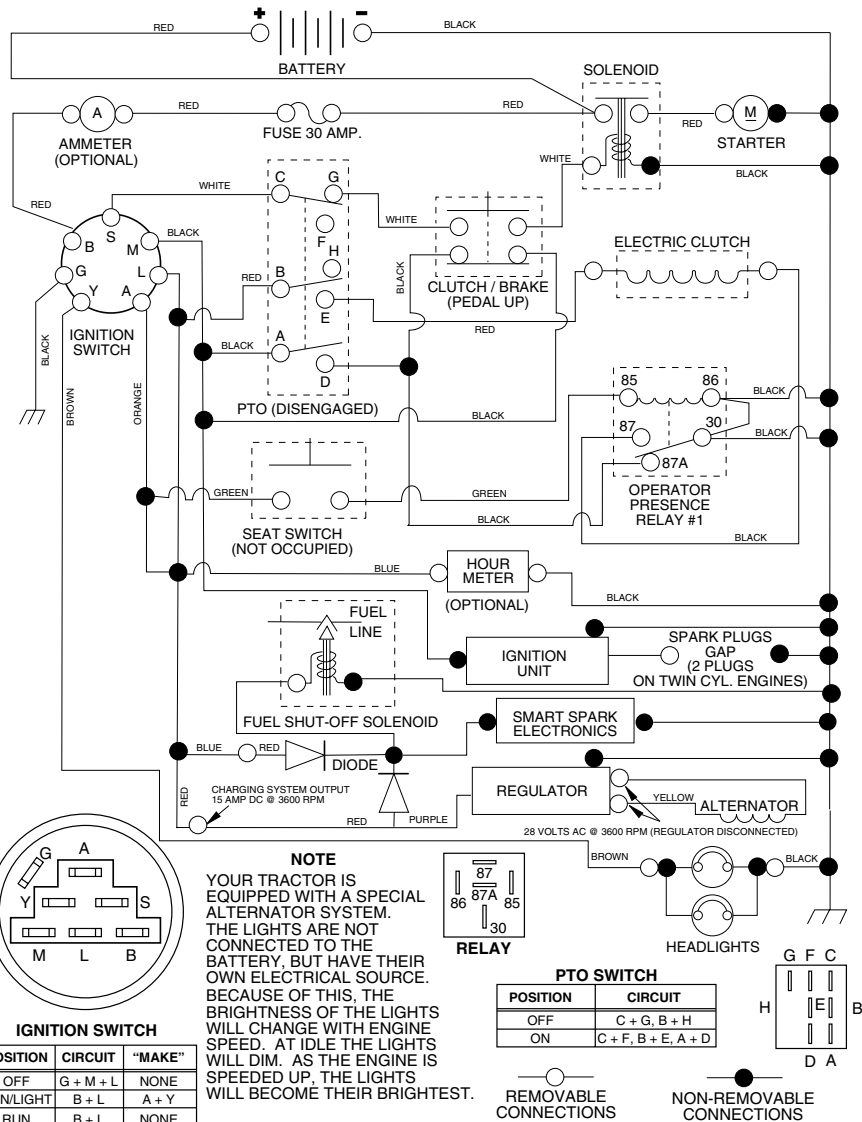 RED
+
-
BLACK
BATTERY
SOLENOID
A
RED
RED
RED
M
AMMETER
(OPTIONAL)
FUSE 30 AMP.
STARTER
WHITE
BLACK
RED
WHITE
C
G
F
H
B
E
A
D
WHITE
CLUTCH / BRAKE
(PEDAL UP)
ELECTRIC CLUTCH
S
B
M
G
L
Y
A
BLACK
RED
BLACK
RED
IGNITION
SWITCH
BLACK
BLACK
BROWN
ORANGE
PTO (DISENGAGED)
BLACK
85
86
BLACK
87
30
BLACK
87A
GREEN
GREEN
OPERATOR
PRESENCE
RELAY #1
BLACK
BLACK
SEAT SWITCH
(NOT OCCUPIED)
BLUE
HOUR
METER
(OPTIONAL)
BLACK
FUEL
LINE
IGNITION
UNIT
SPARK PLUGS
GAP
(2 PLUGS
ON TWIN CYL. ENGINES)
FUEL SHUT-OFF SOLENOID
SMART SPARK
ELECTRONICS
BLUE
RED
DIODE
RED
CHARGING SYSTEM OUTPUT
15 AMP DC @ 3600 RPM
RED
PURPLE
REGULATOR
YELLOW
ALTERNATOR
28 VOLTS AC @ 3600 RPM (REGULATOR DISCONNECTED)
BROWN
BLACK
HEADLIGHTS
G
A
Y
S
M
L
B
NOTE
YOUR TRACTOR IS
EQUIPPED WITH A SPECIAL
ALTERNATOR SYSTEM.
THE LIGHTS ARE NOT
CONNECTED TO THE
BATTERY, BUT HAVE THEIR
OWN ELECTRICAL SOURCE.
BECAUSE OF THIS, THE
BRIGHTNESS OF THE LIGHTS
WILL CHANGE WITH ENGINE
SPEED. AT IDLE THE LIGHTS
WILL DIM. AS THE ENGINE IS
SPEEDED UP, THE LIGHTS
WILL BECOME THEIR BRIGHTEST.
87
86 87A 85
30
RELAY
PTO SWITCH
POSITION CIRCUIT
OFF C + G, B + H
ON C + F, B + E, A + D
G F C
H E B
D A
IGNITION SWITCH
OSITION CIRCUIT "MAKE"
OFF G + M + L NONE
N/LIGHT B + L A + Y
RUN B + L NONE
REMOVABLE
CONNECTIONS
NON-REMOVABLE
CONNECTIONS